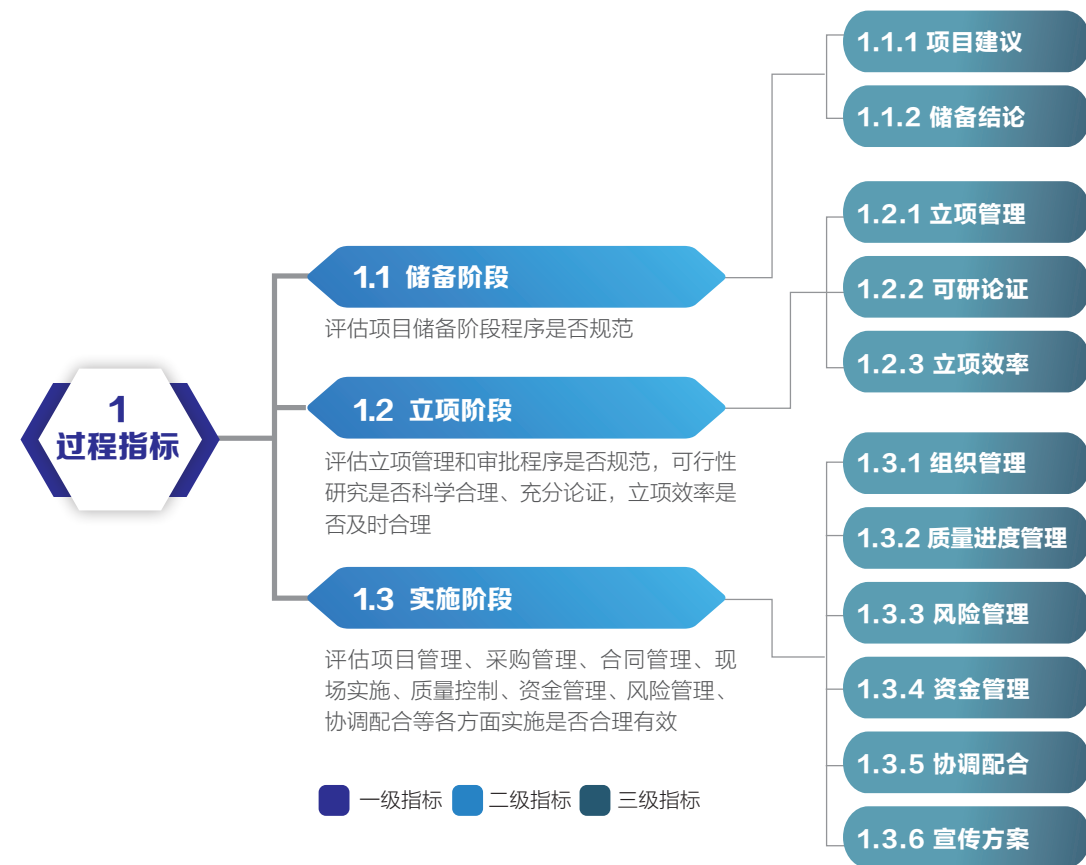 1
过程指标
1.1 储备阶段
评估项目储备阶段程序是否规范
1.1.1 项目建议
1.1.2 储备结论
1.2 立项阶段
评估立项管理和审批程序是否规范，可行性
研究是否科学合理、充分论证，立项效率是
否及时合理
1.2.1 立项管理
1.2.2 可研论证
1.2.3 立项效率
1.3 实施阶段
评估项目管理、采购管理、合同管理、现
场实施、质量控制、资金管理、风险管理、
协调配合等各方面实施是否合理有效
1.3.1 组织管理
1.3.2 质量进度管理
1.3.3 风险管理
1.3.4 资金管理
1.3.5 协调配合
1.3.6 宣传方案
一级指标
二级指标
三级指标